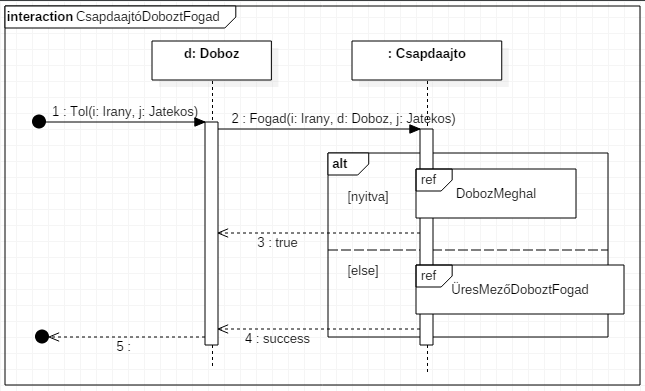 interaction CsapdaajtóDoboztFogad
d: Doboz
: Csapdaajto
1 : Tol(i: Irany, j: Jatekos)
2 : Fogad(i: Irany, d: Doboz, j: Jatekos)
alt
ref
[nyitva]
DobozMeghal
3 : true
[else]
ref
ÜresMezőDoboztFogad
4 : success
5 :